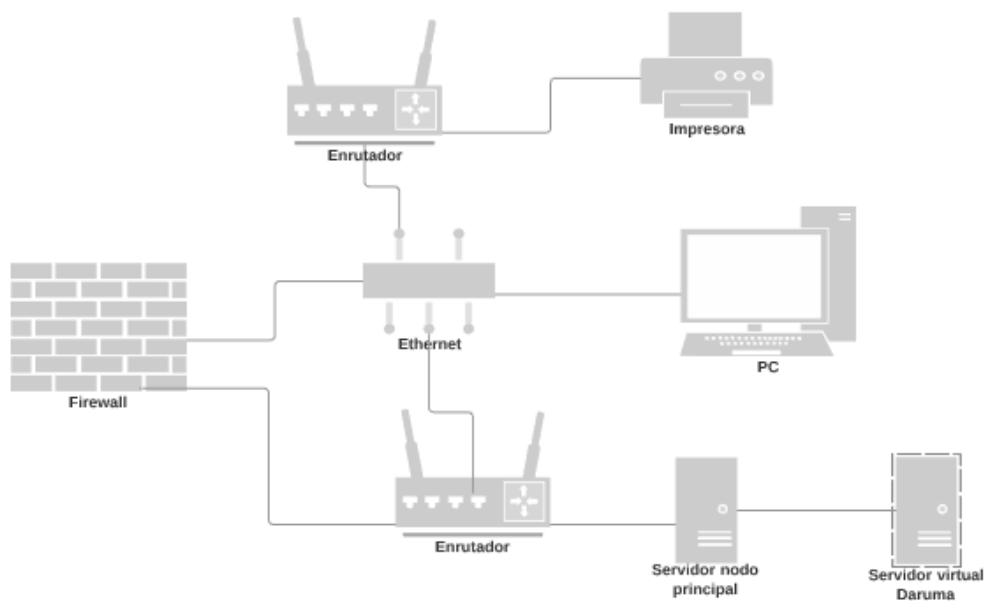 Enrutador
Impresora
Ethernet
PC
Firewall
Enrutador
Servidor nodo
principal
Servidor virtual
Daruma